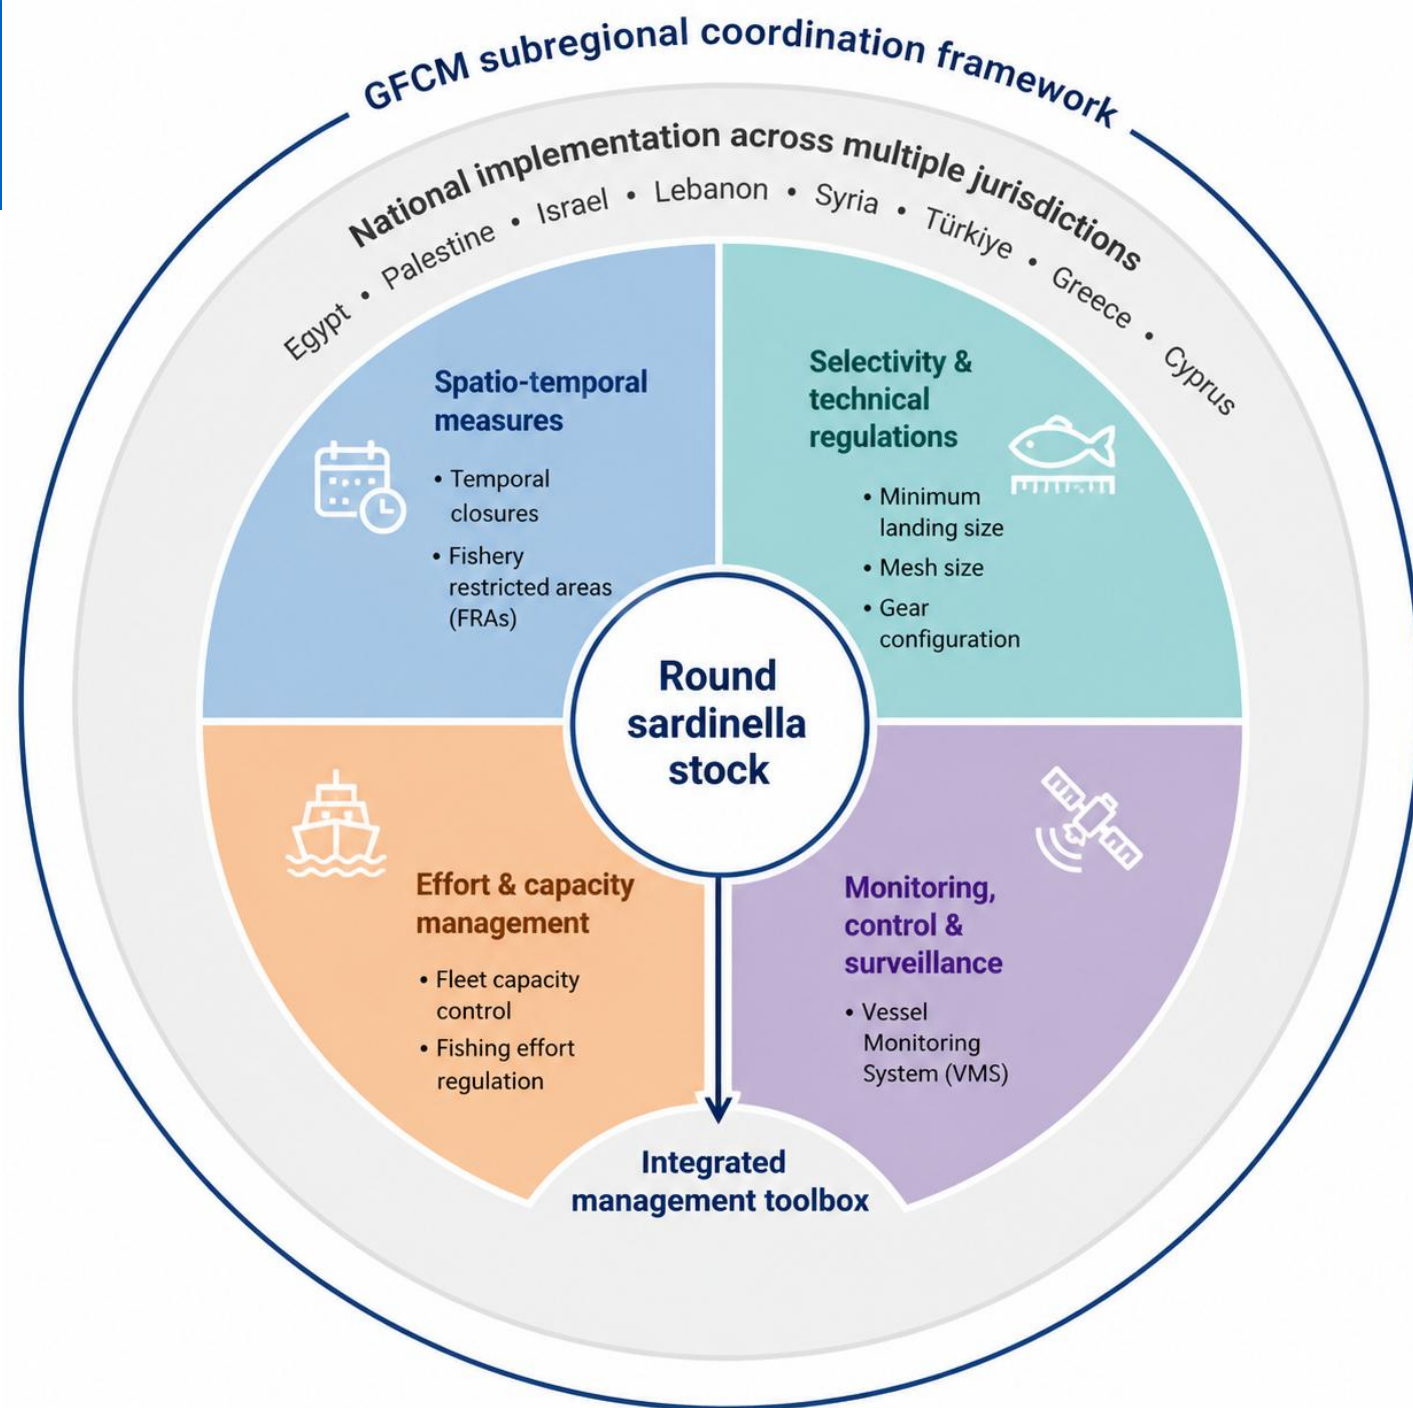 GFCM subregional coordination framework
National implementation across multiple jurisdictions
Egypt • Palestine • Israel • Lebanon • Syria • Türkiye • Greece • Cyprus
Spatio-temporal
measures
• Temporal
closures
• Fishery
restricted areas
(FRAs)
Selectivity &
technical
regulations
• Minimum
landing size
• Mesh size
• Gear
configuration
Round
sardinella
stock
Effort & capacity
management
• Fleet capacity
control
• Fishing effort
regulation
Monitoring,
control &
surveillance
• Vessel
Monitoring
System (VMS)
Integrated
management toolbox